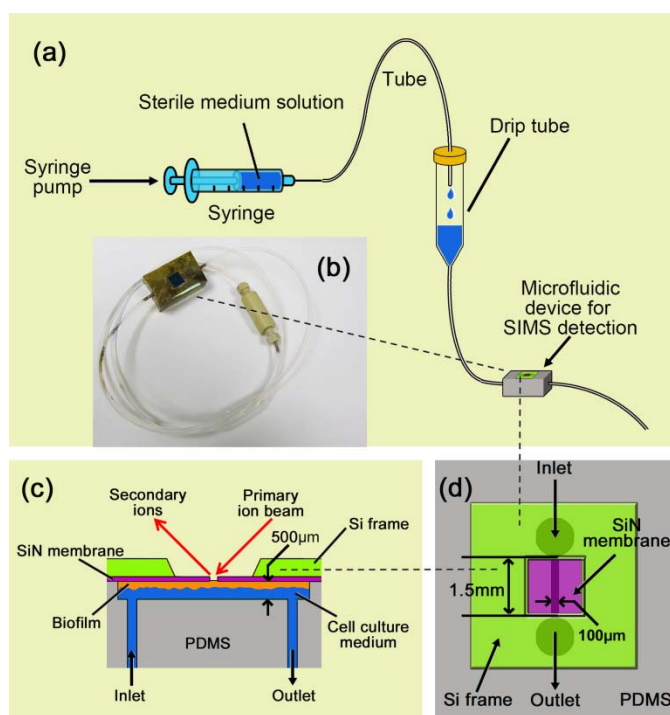 (a)
Tube
Sterile medium solution
Drip tube
Syringe
pump
Syringe
(b)
Microfluidic
device for
SIMS detection
(c)
Secondary
ions
Primary
ion beam
500μm
Si frame
SiN membrane
Biofilm
PDMS
Cell culture
medium
Inlet
Outlet
(d)
Inlet
SiN
membrane
1.5mm
100μm
Si frame
Outlet
PDMS